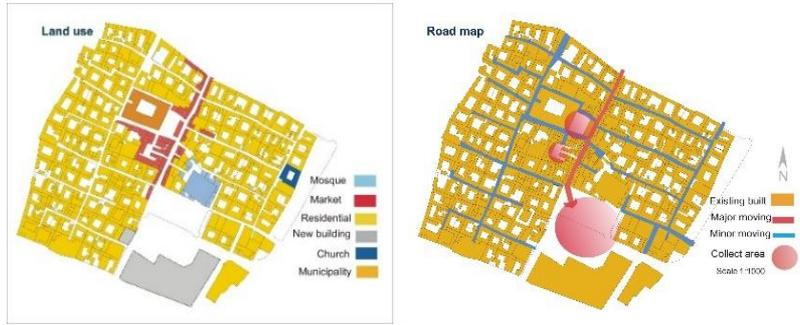 Land use
Mosque
Market
Residential
New building
Church
Municipality
Road map
N
Existing built
Major moving
Minor moving
Collect area
Scale 1:1000